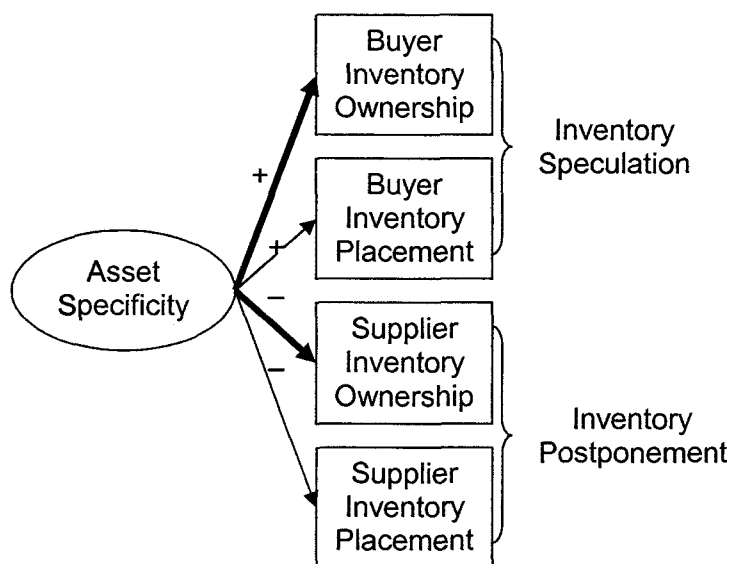 Buyer
Inventory
Ownership
Inventory
Speculation
+
Buyer
Inventory
Placement
+
Asset
Specificity
−
Supplier
Inventory
Ownership
−
Inventory
Postponement
Supplier
Inventory
Placement